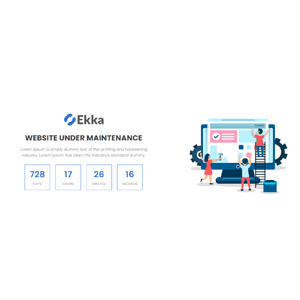 Ekka
WEBSITE UNDER MAINTENANCE
Lorem Ipsum is simply dummy text of the printing and typesetting
industry. Lorem Ipsum has been the industry's standard dummy.
728
DAYS
17
HOURS
26
MINUTES
16
SECONDS